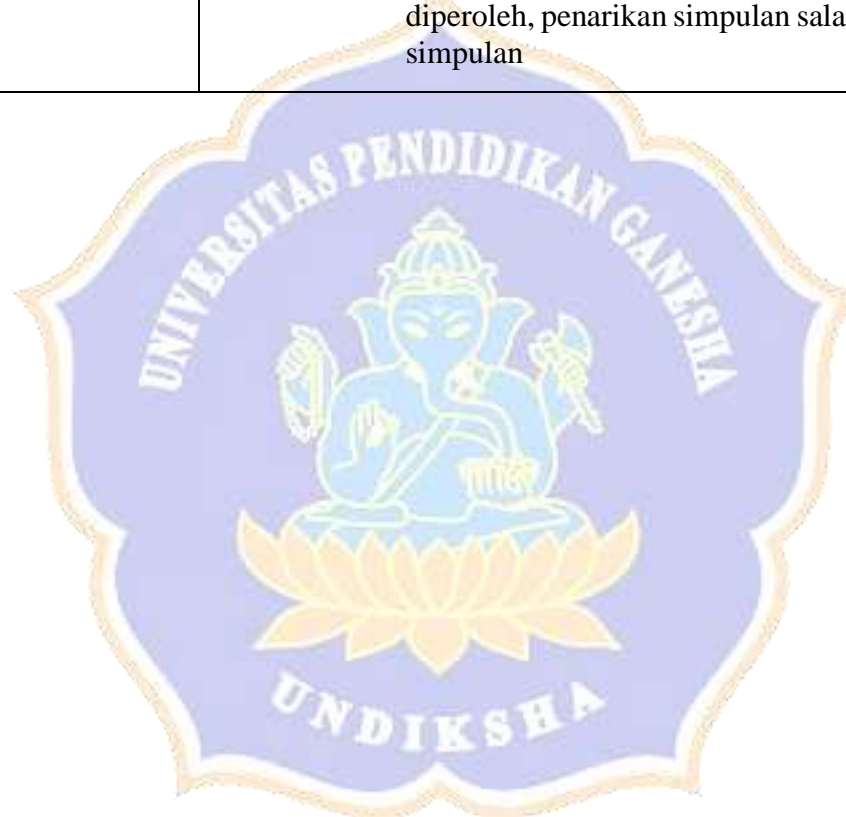 diperoleh, penarikan simpulan sala
simpulan
UNIVERSITAS PENDIDIKAN GANESHA
UNDIKSHA